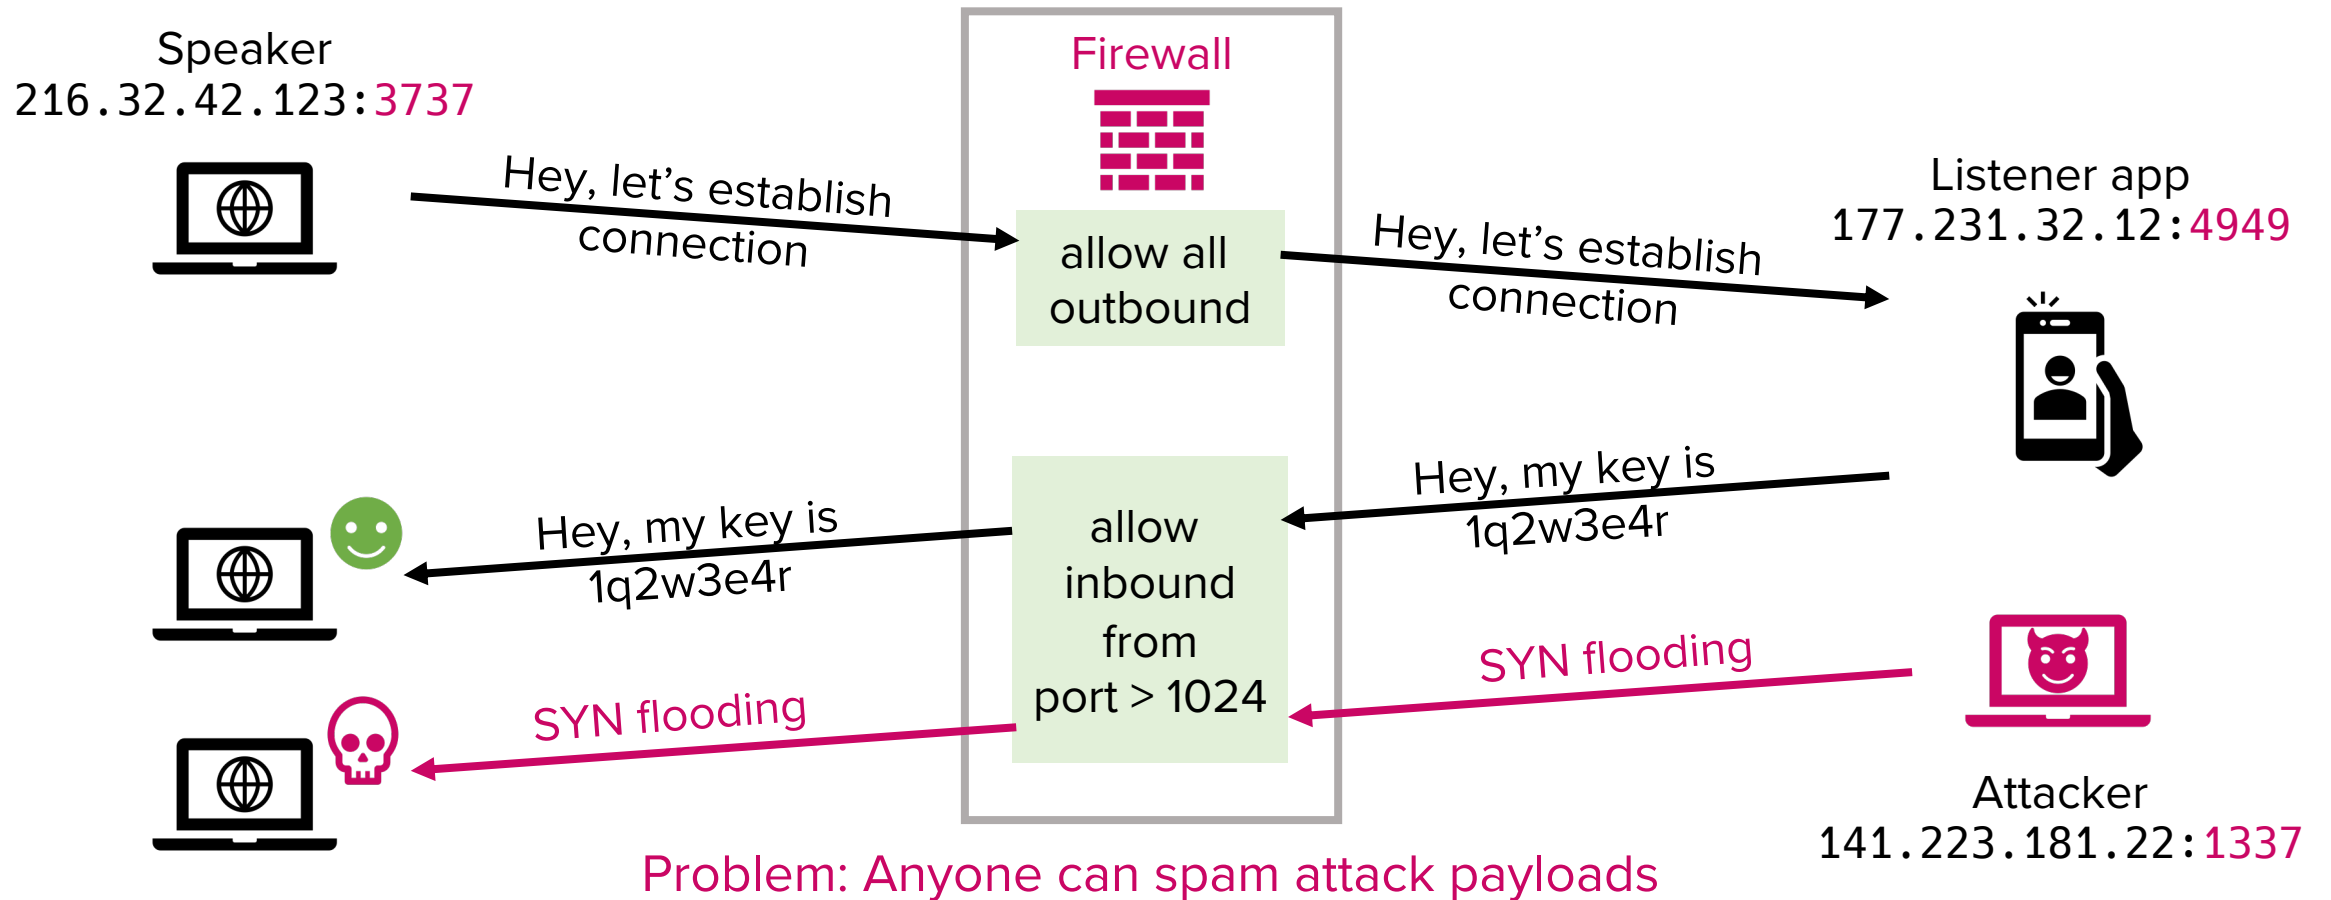 Speaker
216.32.42.123:3737
Firewall
Hey, let's establish
connection
allow all
outbound
Hey, let's establish
connection
Listener app
177.231.32.12:4949
Hey, my key is
1q2w3e4r
allow
inbound
from
port > 1024
Hey, my key is
1q2w3e4r
SYN flooding
SYN flooding
Attacker
141.223.181.22:1337
Problem: Anyone can spam attack payloads